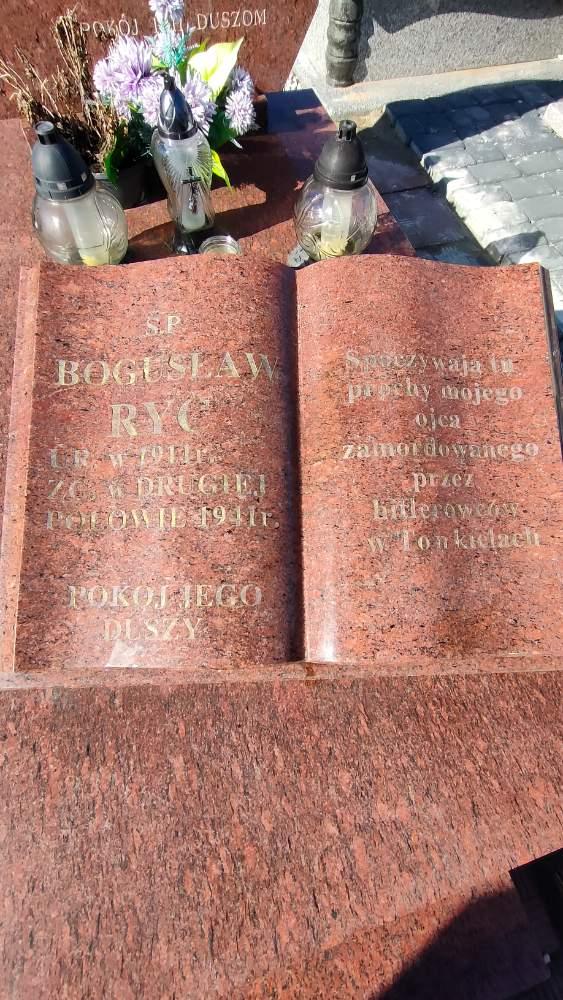 POKÓJ ICH DUSZOM
Ś.P.
BOGUSŁAW
RYĆ
UR. w 1911r.
ZG. w DRUGIEJ
POŁOWIE 1941r.
POKÓJ JEGO
DUSZY
Spoczywają tu
prochy mojego
ojca
zamordowanego
przez
hitlerowców
w Tonkielach